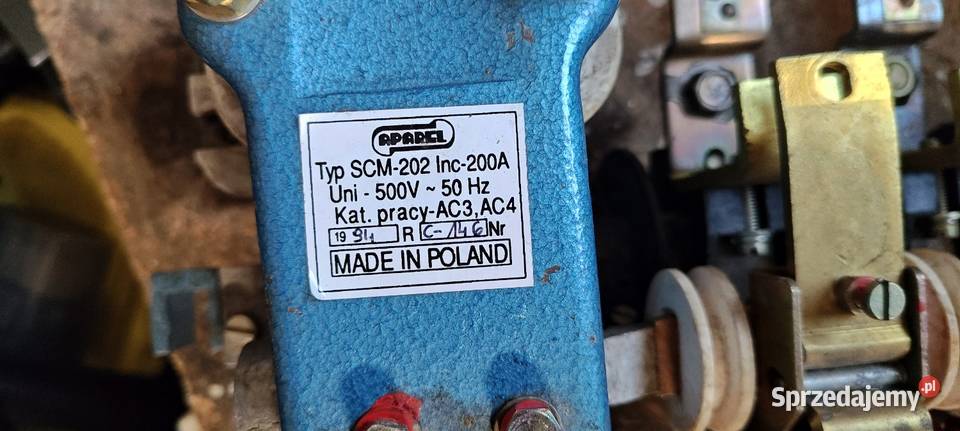 APAREL
Typ SCM-202 Inc-200A
Uni - 500V ~ 50 Hz
Kat. pracy-AC3, AC4
19 R C-146 Nr
MADE IN POLAND
Sprzedajemy.pl